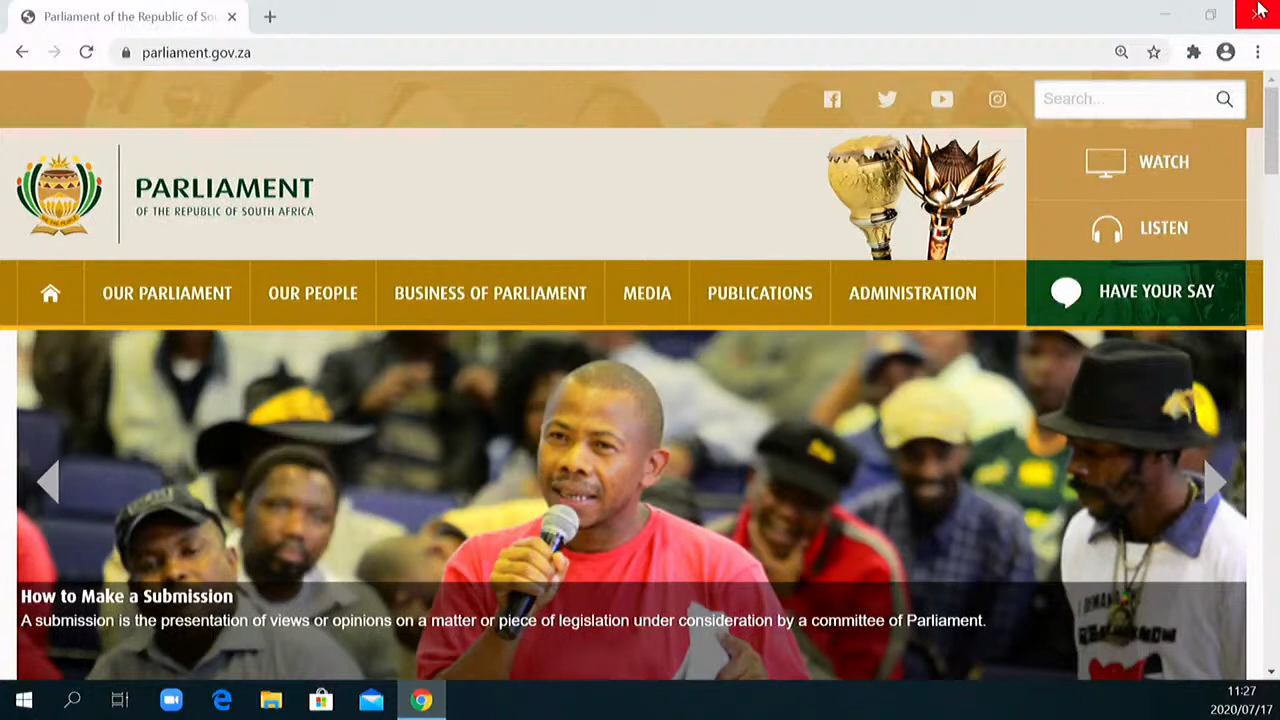 Parliament of the Republic of Sou
parliament.gov.za
Search...
WATCH
PARLIAMENT
OF THE REPUBLIC OF SOUTH AFRICA
LISTEN
OUR PARLIAMENT
OUR PEOPLE
BUSINESS OF PARLIAMENT
MEDIA
PUBLICATIONS
ADMINISTRATION
HAVE YOUR SAY
How to Make a Submission
A submission is the presentation of views or opinions on a matter or piece of legislation under consideration by a committee of Parliament.
11:27
2020/07/17